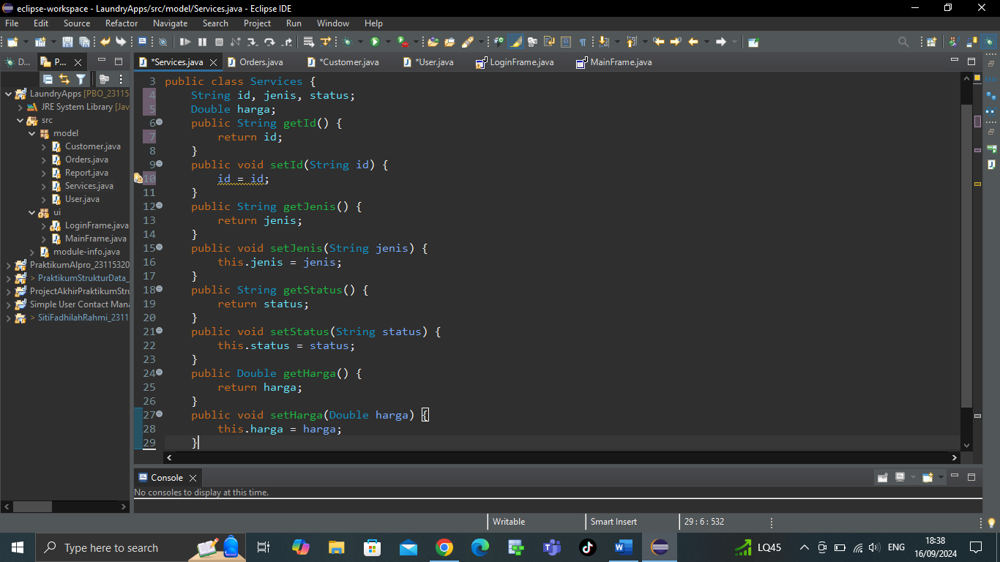 eclipse-workspace - LaundryApps/src/model/Services.java - Eclipse IDE
File Edit Source Refactor Navigate Search Project Run Window Help
D... P... *Services.java Orders.java *Customer.java *User.java LoginFrame.java MainFrame.java
LaundryApps [PBO_23115
JRE System Library [Jav
src
model
Customer.java
Orders.java
Report.java
Services.java
User.java
ui
LoginFrame.java
MainFrame.java
module-info.java
PraktikumAlpro_23115320
> PraktikumStrukturData_
ProjectAkhirPraktikumStru
Simple User Contact Mana
> SitiFadhilahRahmi_2311
3 public class Services {
4 String id, jenis, status;
5 Double harga;
6 public String getId() {
7 return id;
8 }
9 public void setId(String id) {
10 id = id;
11 }
12 public String getJenis() {
13 return jenis;
14 }
15 public void setJenis(String jenis) {
16 this.jenis = jenis;
17 }
18 public String getStatus() {
19 return status;
20 }
21 public void setStatus(String status) {
22 this.status = status;
23 }
24 public Double getHarga() {
25 return harga;
26 }
27 public void setHarga(Double harga) {
28 this.harga = harga;
29 }
Console
No consoles to display at this time.
Writable Smart Insert 29 : 6 : 532
Type here to search
LQ45 ENG 18:38
16/09/2024